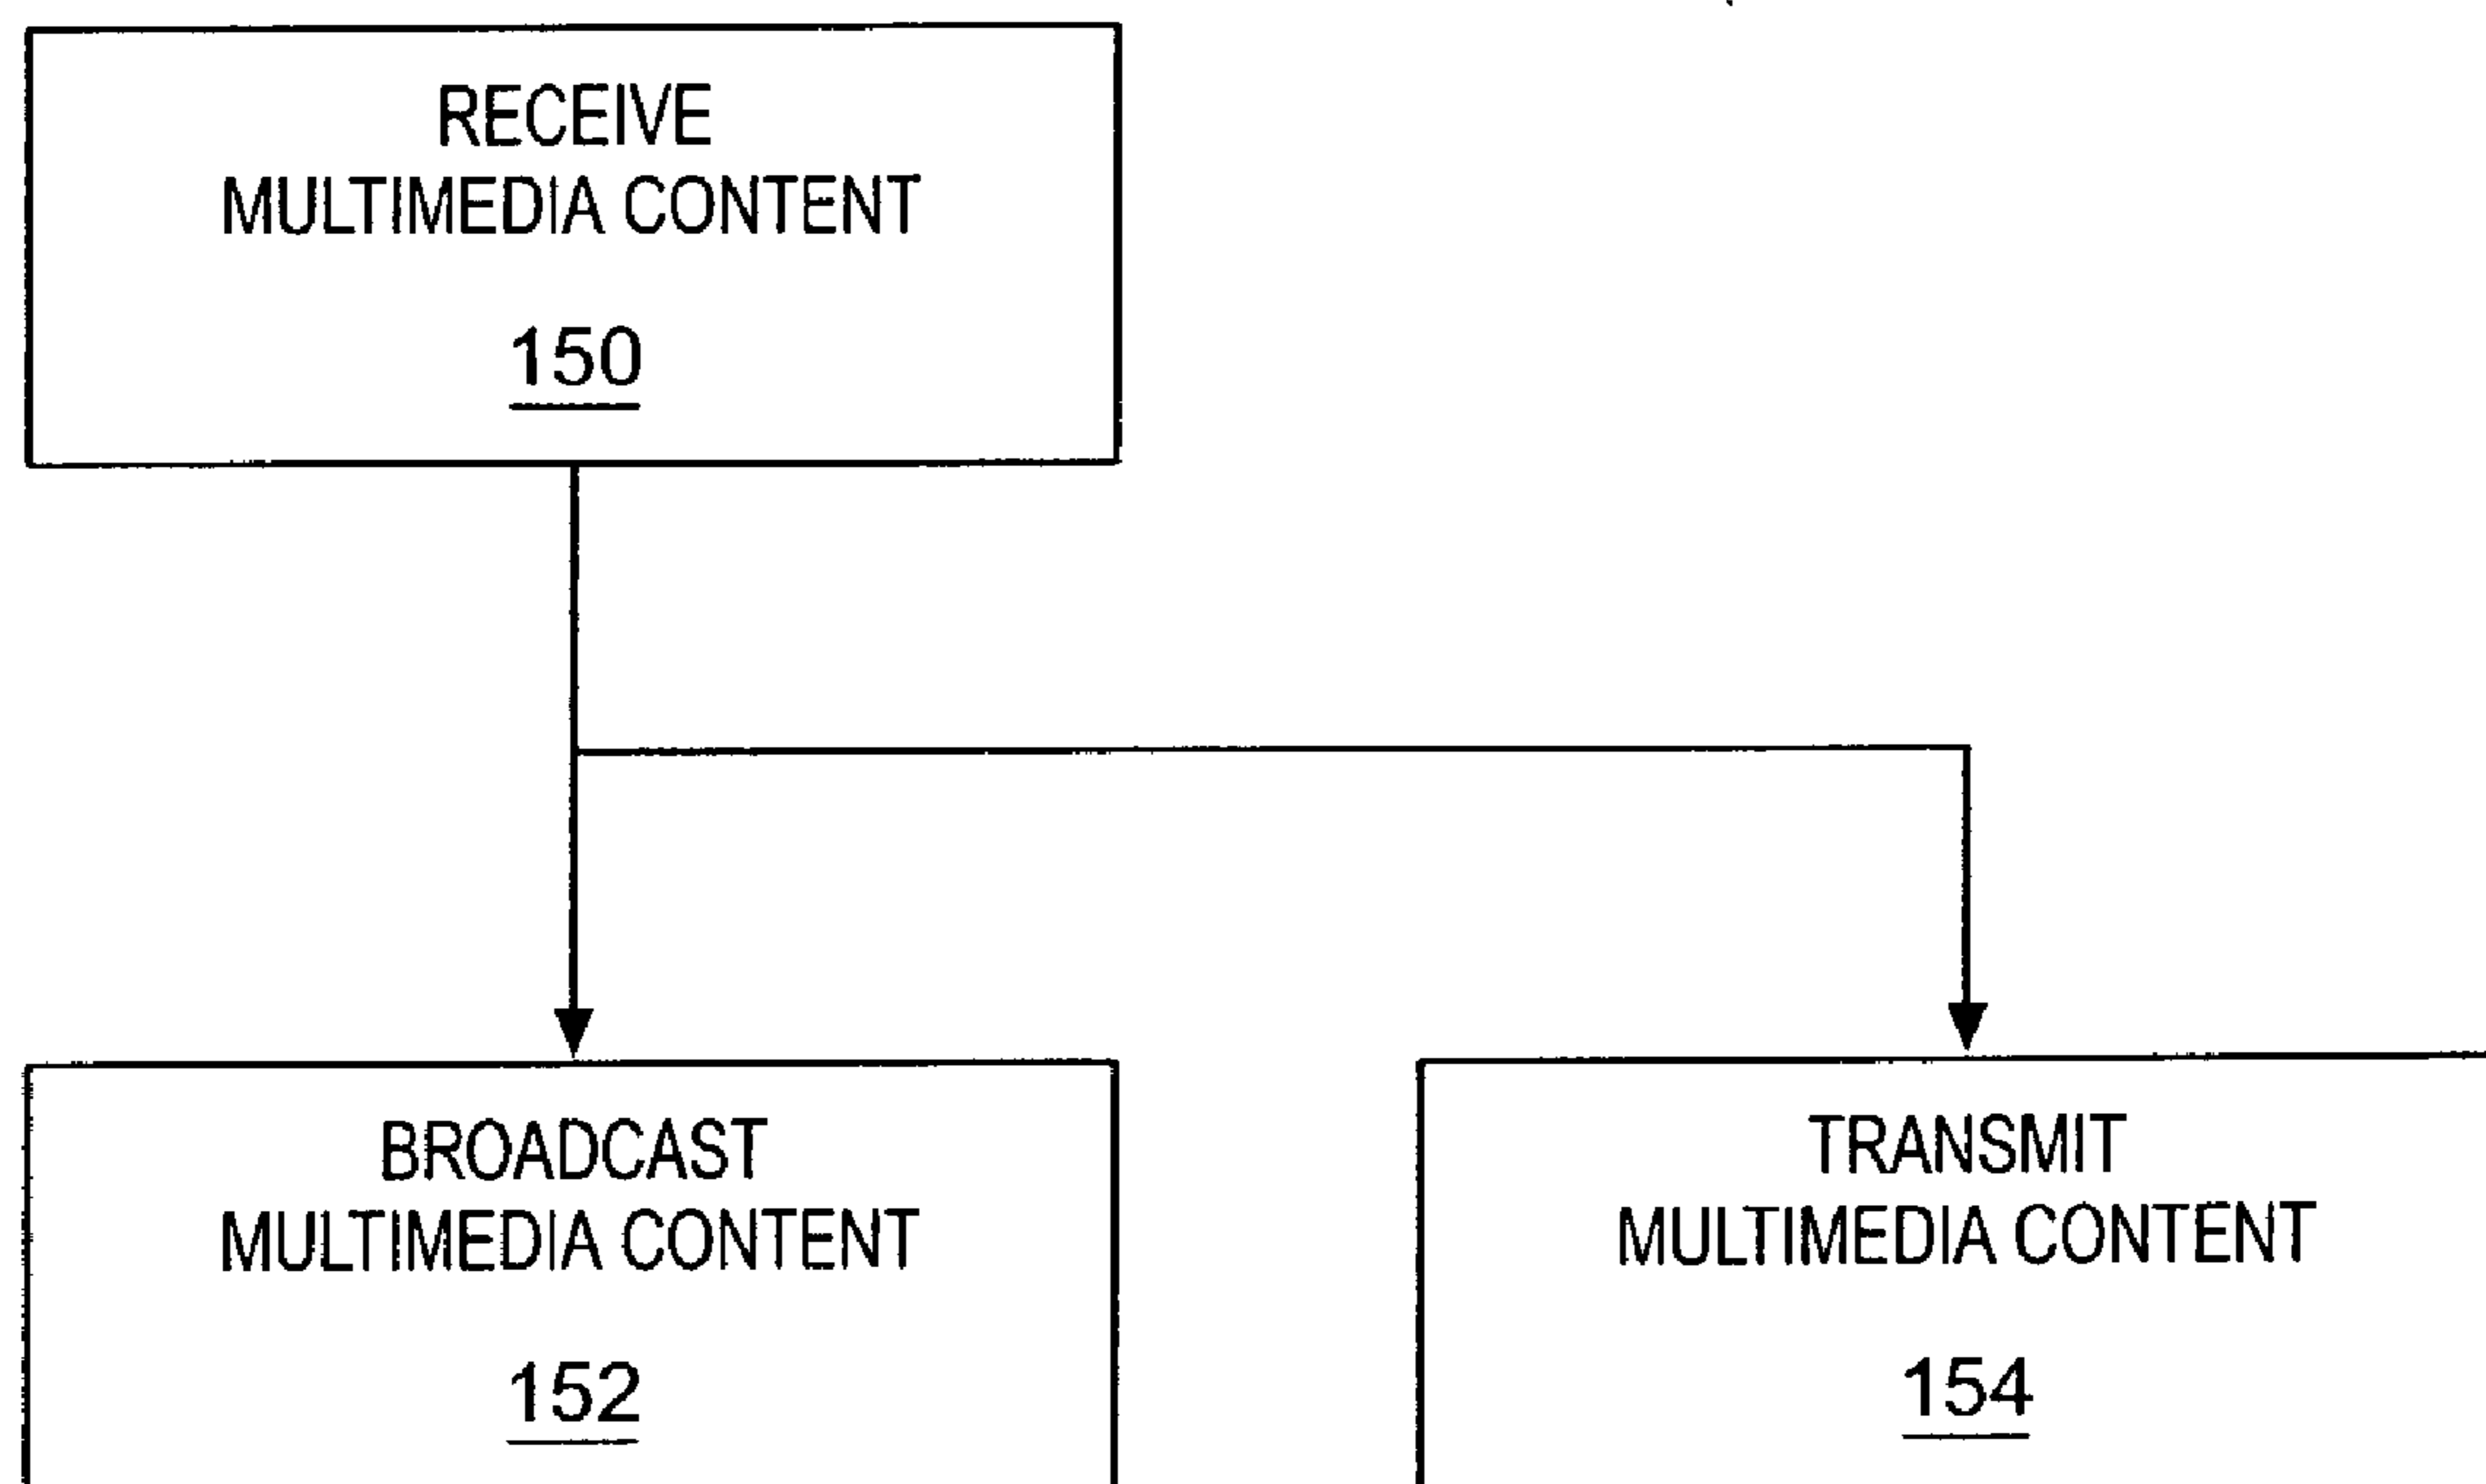 RECEIVE
MULTIMEDIA CONTENT
150
BROADCAST
MULTIMEDIA CONTENT
152
TRANSMIT
MULTIMEDIA CONTENT
154